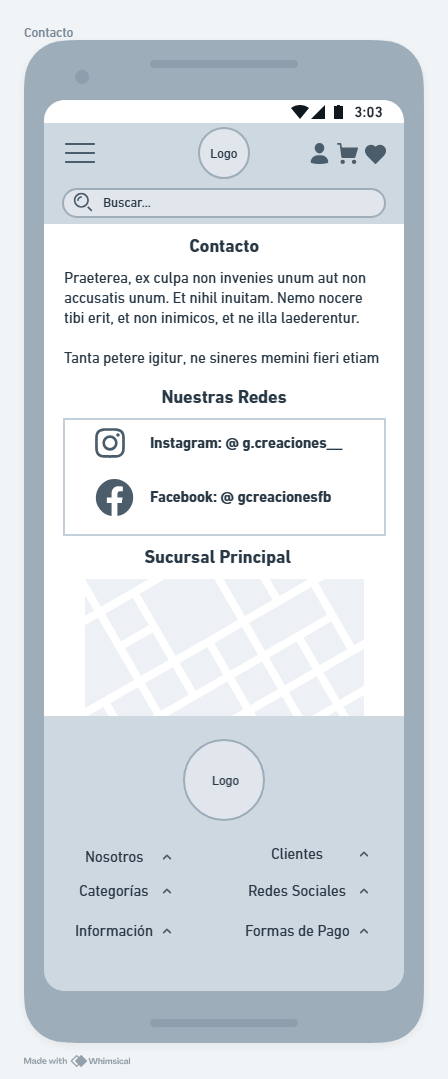 Contacto
3:03
Logo
Buscar...
Contacto
Praeterea, ex culpa non invenies unum aut non
accusatis unum. Et nihil inuitam. Nemo nocere
tibi erit, et non inimicos, et ne illa laederentur.
Tanta petere igitur, ne sineres memini fieri etiam
Nuestras Redes
Instagram: @ g.creaciones__
Facebook: @ gcreacionesfb
Sucursal Principal
Logo
Nosotros
Clientes
Categorías
Redes Sociales
Información
Formas de Pago
Made with Whimsical